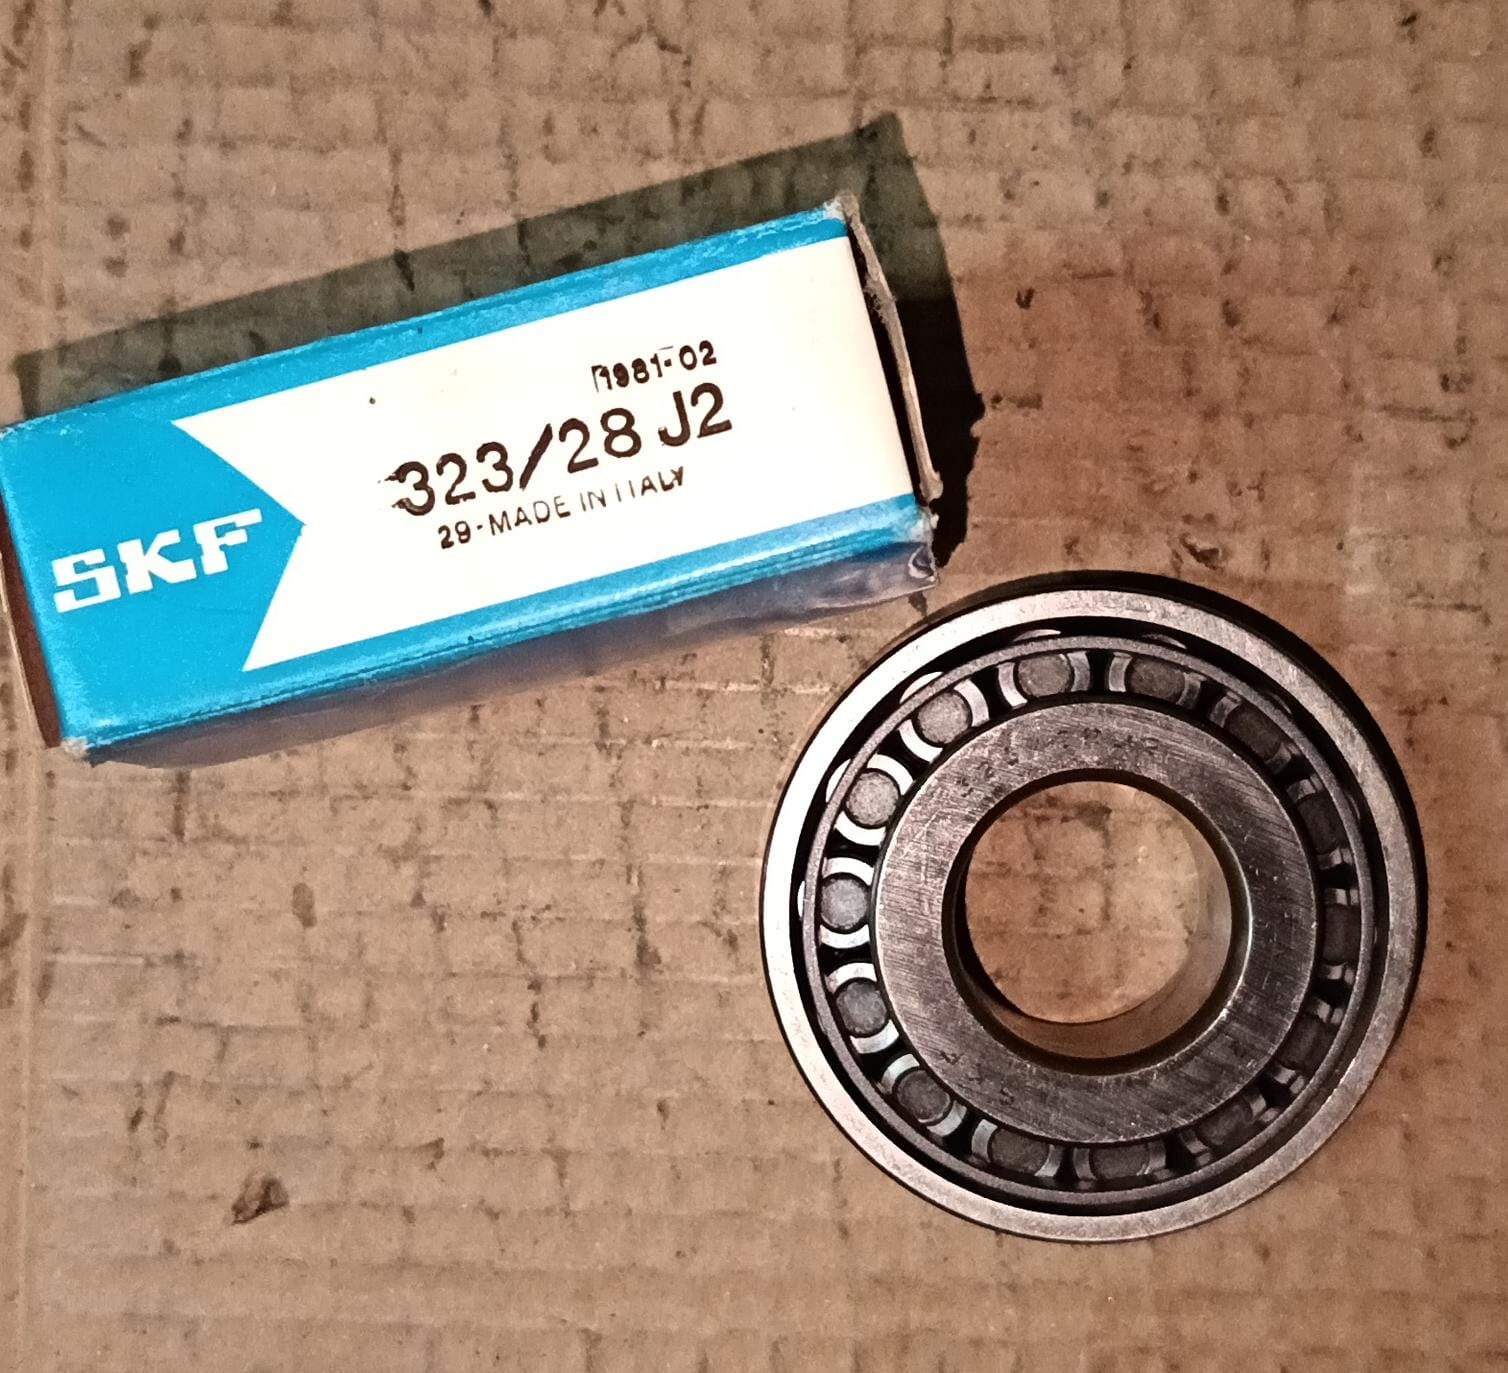 1981-02
323/28 J2
29-MADE IN ITALY
SKF